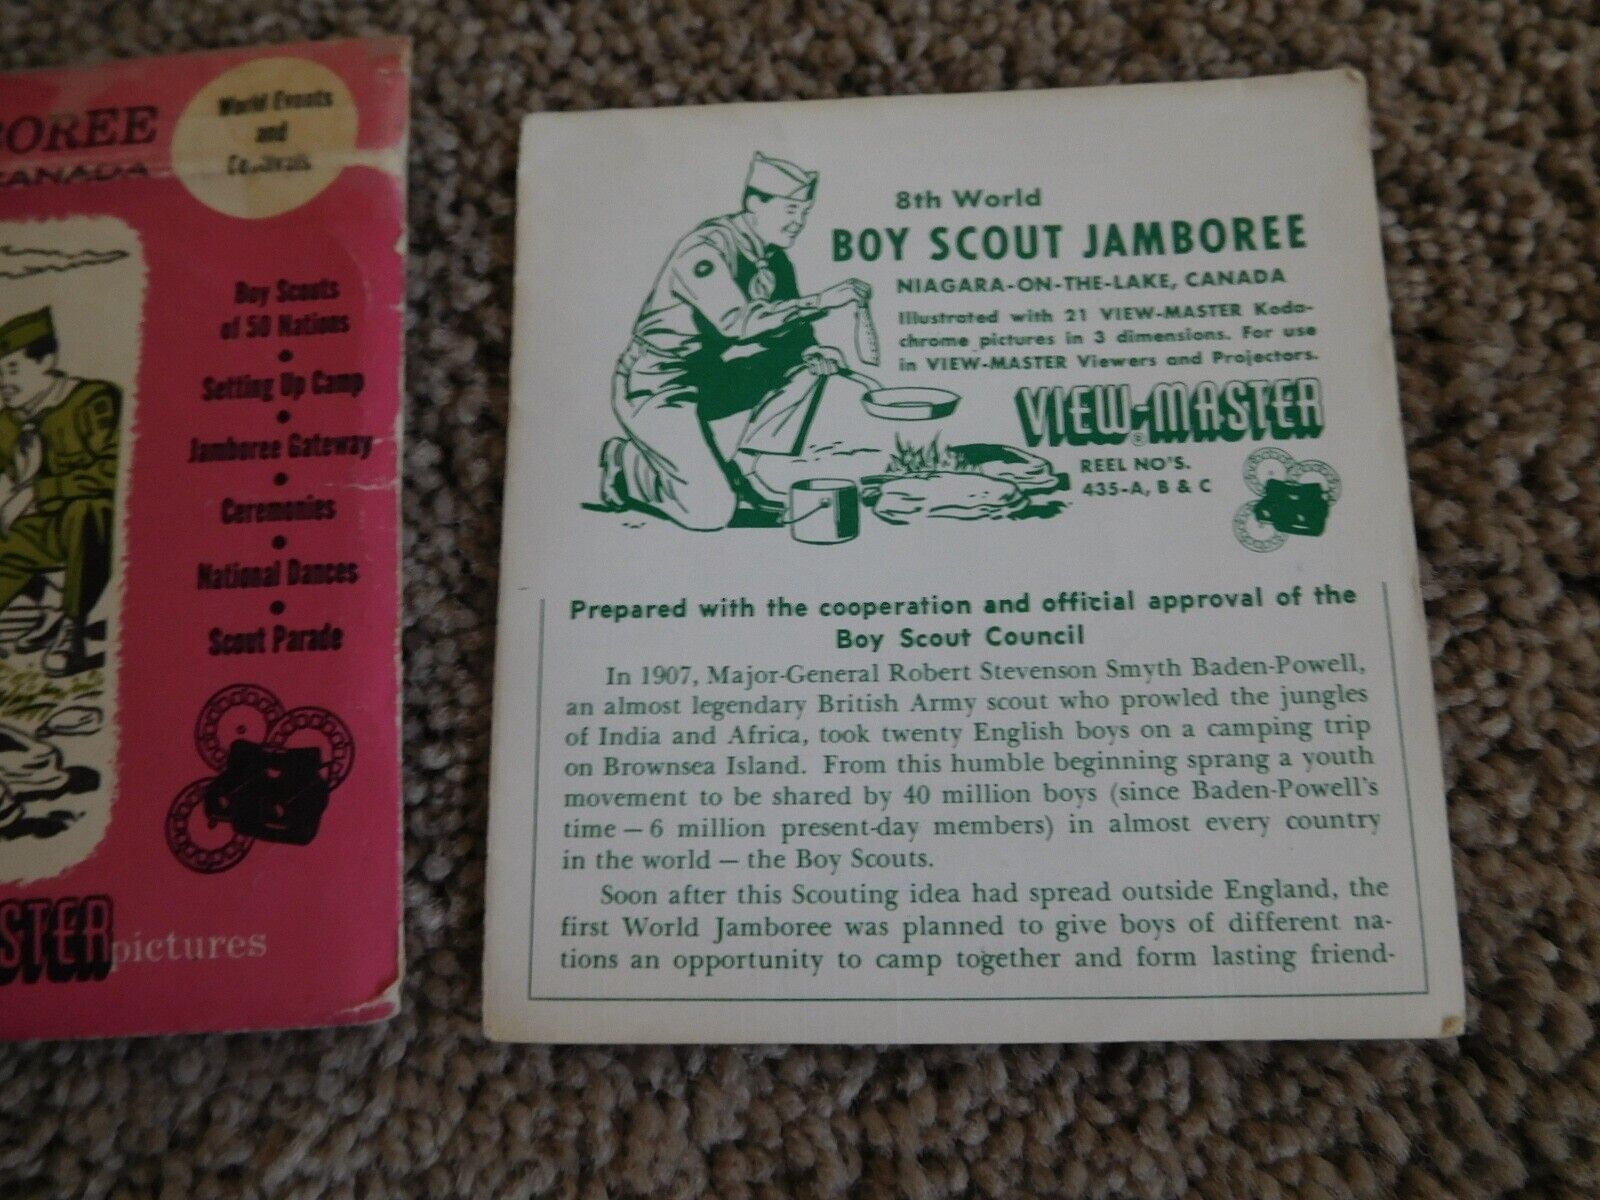 BOREE
CANADA
World Events
and
Festivals
Boy Scouts
of 50 Nations
•
Setting Up Camp
•
Jamboree Gateway
•
Ceremonies
•
National Dances
•
Scout Parade
STER pictures
8th World
BOY SCOUT JAMBOREE
NIAGARA-ON-THE-LAKE, CANADA
Illustrated with 21 VIEW-MASTER Koda-
chrome pictures in 3 dimensions. For use
in VIEW-MASTER Viewers and Projectors.
VIEW-MASTER
®
REEL NO'S.
435-A, B & C
Prepared with the cooperation and official approval of the
Boy Scout Council
In 1907, Major-General Robert Stevenson Smyth Baden-Powell,
an almost legendary British Army scout who prowled the jungles
of India and Africa, took twenty English boys on a camping trip
on Brownsea Island. From this humble beginning sprang a youth
movement to be shared by 40 million boys (since Baden-Powell's
time — 6 million present-day members) in almost every country
in the world — the Boy Scouts.
Soon after this Scouting idea had spread outside England, the
first World Jamboree was planned to give boys of different na-
tions an opportunity to camp together and form lasting friend-